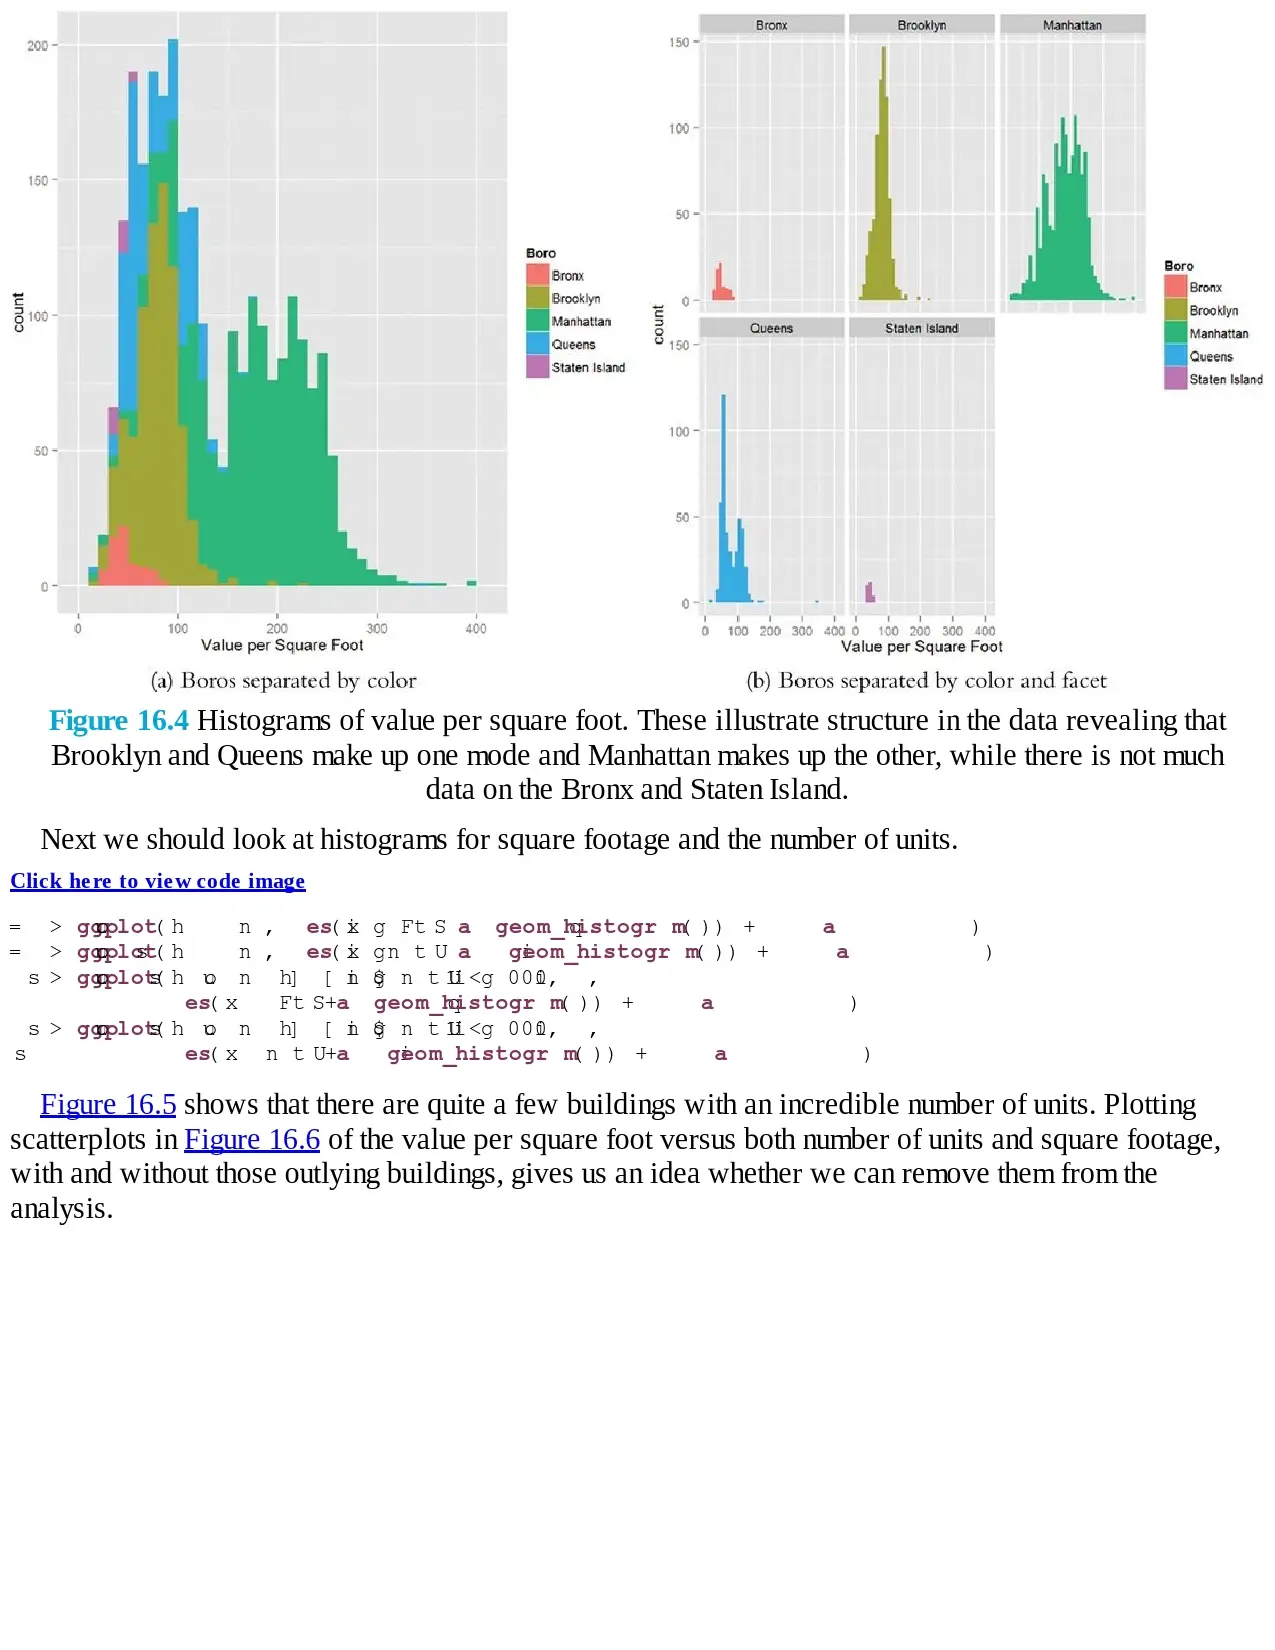 200
150
100
50
0
count
0 100 200 300 400
Value per Square Foot
Boro
Bronx
Brooklyn
Manhattan
Queens
Staten Island
(a) Boros separated by color
Bronx Brooklyn Manhattan
150
100
50
0
count
Queens Staten Island
150
100
50
0
0 100 200 300 400 0 100 200 300 400
Value per Square Foot
Boro
Bronx
Brooklyn
Manhattan
Queens
Staten Island
(b) Boros separated by color and facet
Figure 16.4 Histograms of value per square foot. These illustrate structure in the data revealing that
Brooklyn and Queens make up one mode and Manhattan makes up the other, while there is not much
data on the Bronx and Staten Island.
Next we should look at histograms for square footage and the number of units.
Click here to view code image
Figure 16.5 shows that there are quite a few buildings with an incredible number of units. Plotting
scatterplots in Figure 16.6 of the value per square foot versus both number of units and square footage,
with and without those outlying buildings, gives us an idea whether we can remove them from the
analysis.